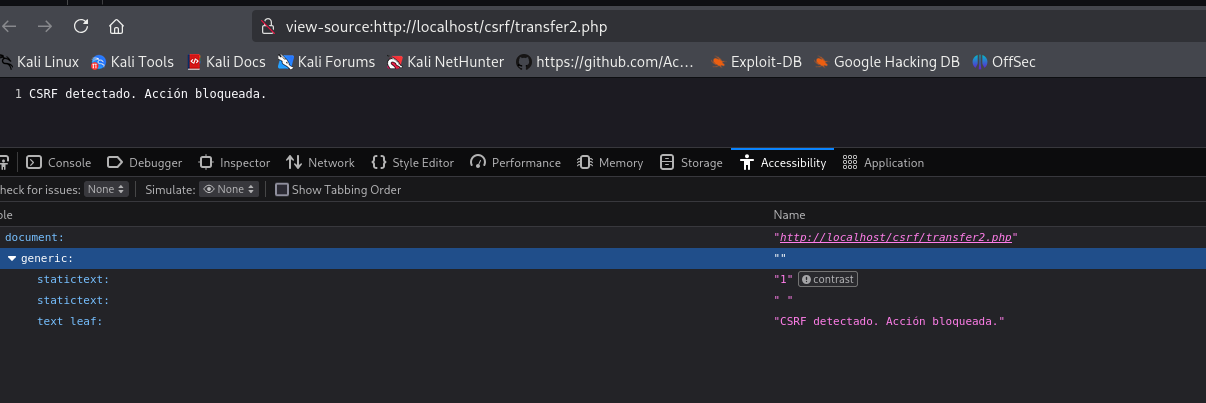 view-source:http://localhost/csrf/transfer2.php
Kali Linux Kali Tools Kali Docs Kali Forums Kali NetHunter https://github.com/Ac… Exploit-DB Google Hacking DB OffSec
1 CSRF detectado. Acción bloqueada.
Console Debugger Inspector Network Style Editor Performance Memory Storage Accessibility Application
heck for issues: None Simulate: None Show Tabbing Order
ole Name
document: "http://localhost/csrf/transfer2.php"
generic: ""
statictext: "1" contrast
statictext: " "
text leaf: "CSRF detectado. Acción bloqueada."